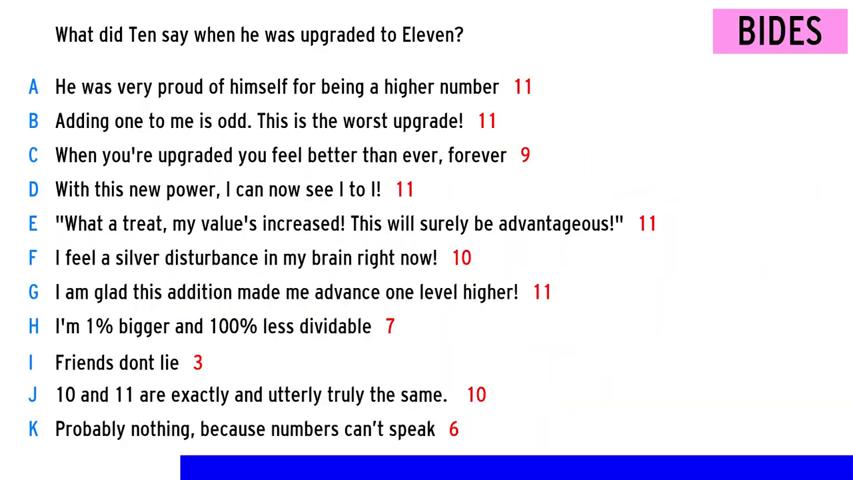 What did Ten say when he was upgraded to Eleven?
BIDES
A He was very proud of himself for being a higher number 11
B Adding one to me is odd. This is the worst upgrade! 11
C When you're upgraded you feel better than ever, forever 9
D With this new power, I can now see I to I! 11
E "What a treat, my value's increased! This will surely be advantageous!" 11
F I feel a silver disturbance in my brain right now! 10
G I am glad this addition made me advance one level higher! 11
H I'm 1% bigger and 100% less dividable 7
I Friends dont lie 3
J 10 and 11 are exactly and utterly truly the same. 10
K Probably nothing, because numbers can’t speak 6